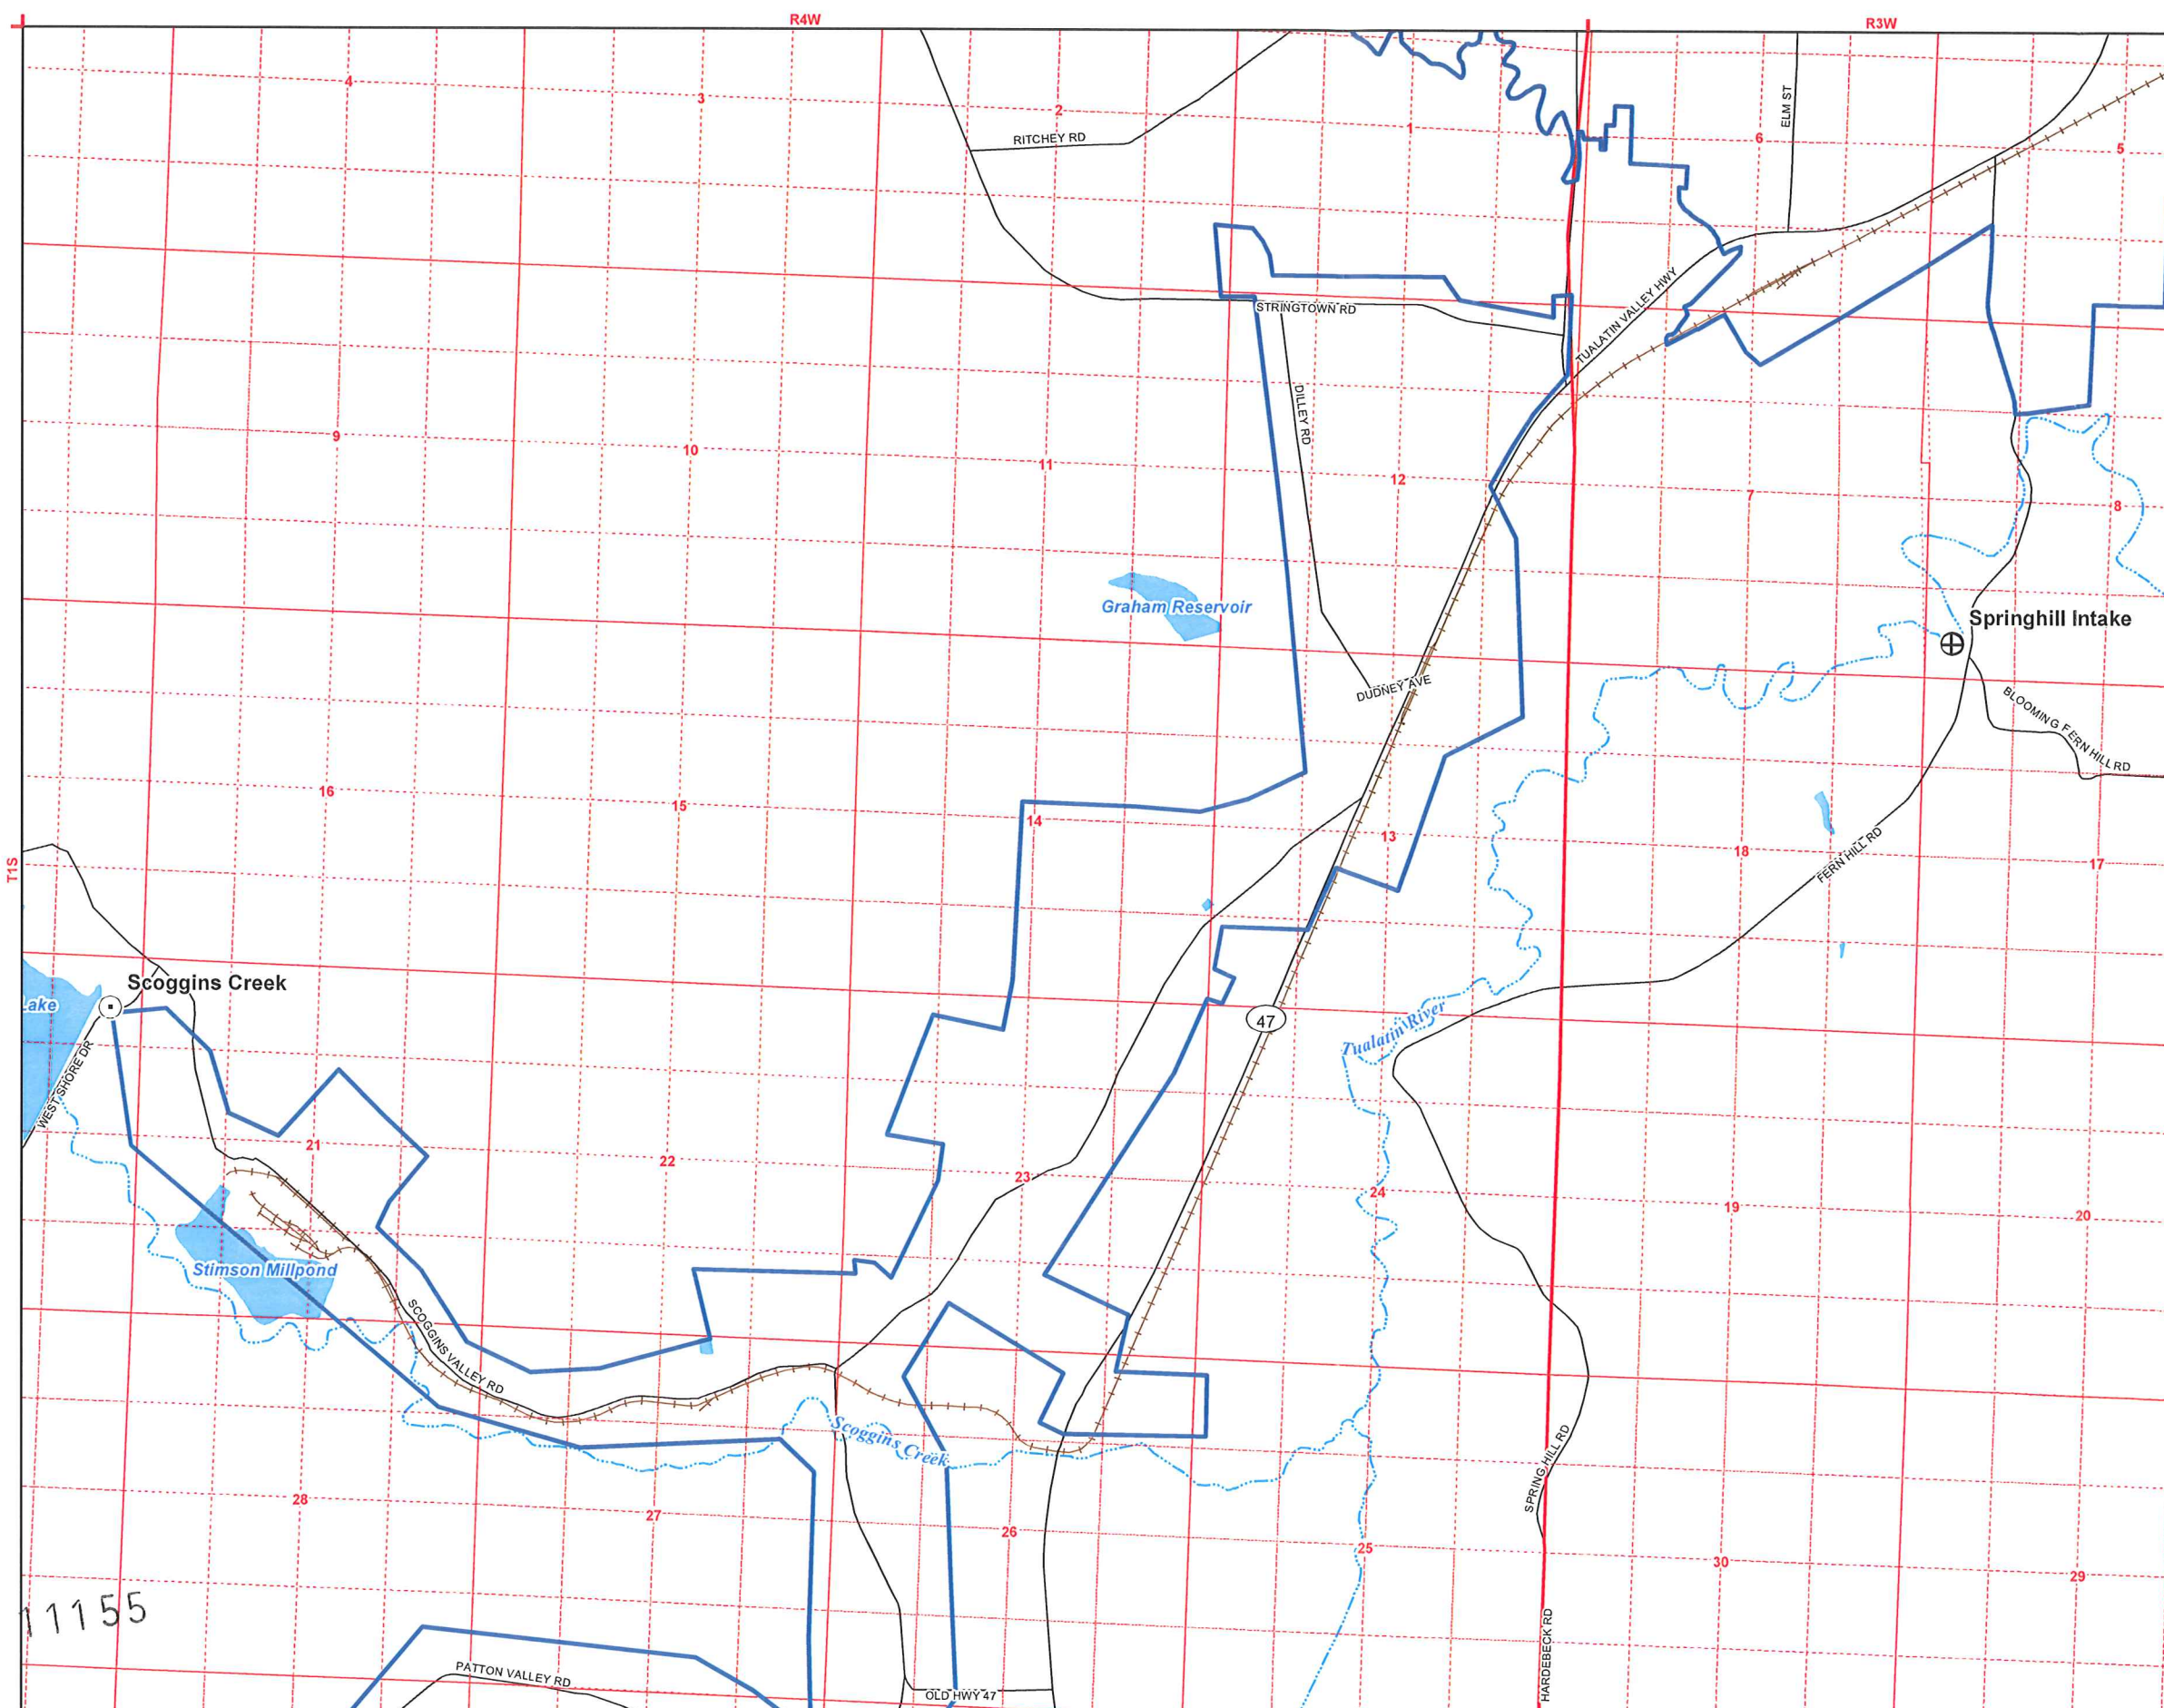 R4W
R3W
4
3
2
1
6
5
ELM ST
RITCHEY RD
STRINGTOWN RD
TUALATIN VALLEY HWY
DILLEY RD
9
10
11
12
7
8
Graham Reservoir
Springhill Intake
DUDNEY AVE
BLOOMING FERN HILL RD
16
15
14
13
18
17
T1S
FERN HILL RD
Scoggins Creek
Lake
47
Tualatin River
WEST SHORE DR
21
22
23
24
19
20
Stimson Millpond
SCOGGINS VALLEY RD
Scoggins Creek
SPRING HILL RD
28
27
26
25
30
29
11155
HARDEBECK RD
PATTON VALLEY RD
OLD HWY 47